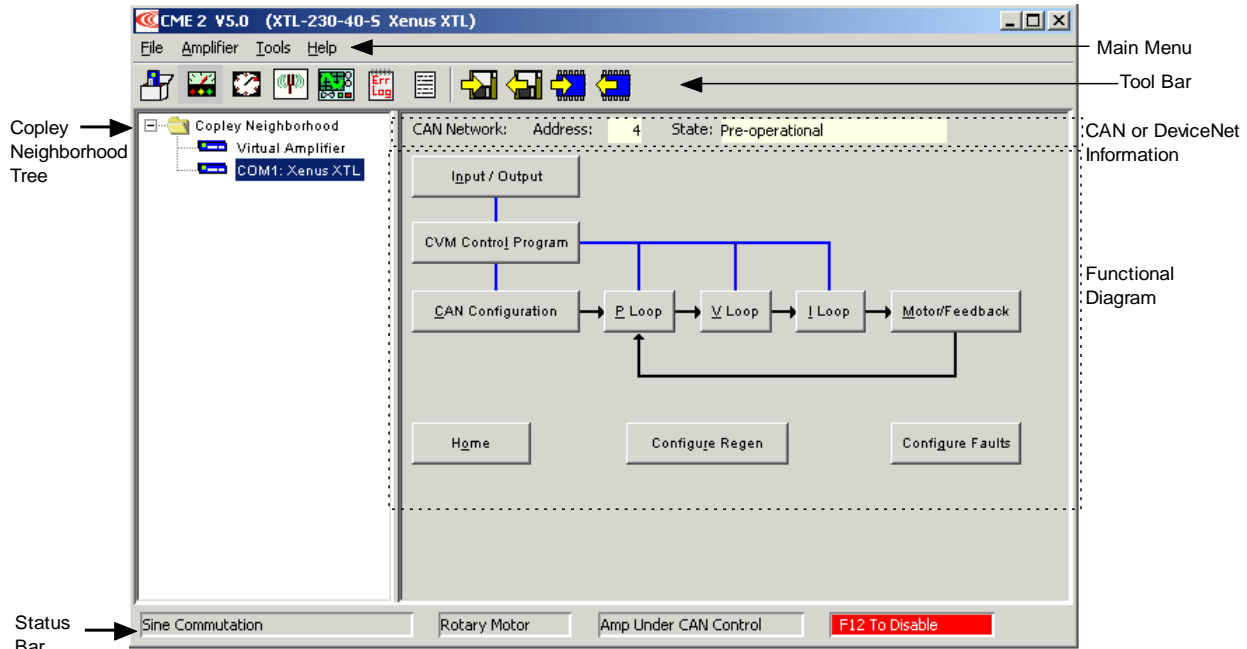 CME 2 V5.0 (XTL-230-40-S Xenus XTL)
File Amplifier Tools Help
Main Menu
Err
Log
Tool Bar
Copley
Neighborhood
Tree
Copley Neighborhood
Virtual Amplifier
COM1: Xenus XTL
CAN Network: Address: 4 State: Pre-operational
CAN or DeviceNet
Information
Input / Output
CVM Control Program
CAN Configuration
P Loop
V Loop
I Loop
Motor/Feedback
Functional
Diagram
Home
Configure Regen
Configure Faults
Status
Bar
Sine Commutation
Rotary Motor
Amp Under CAN Control
F12 To Disable